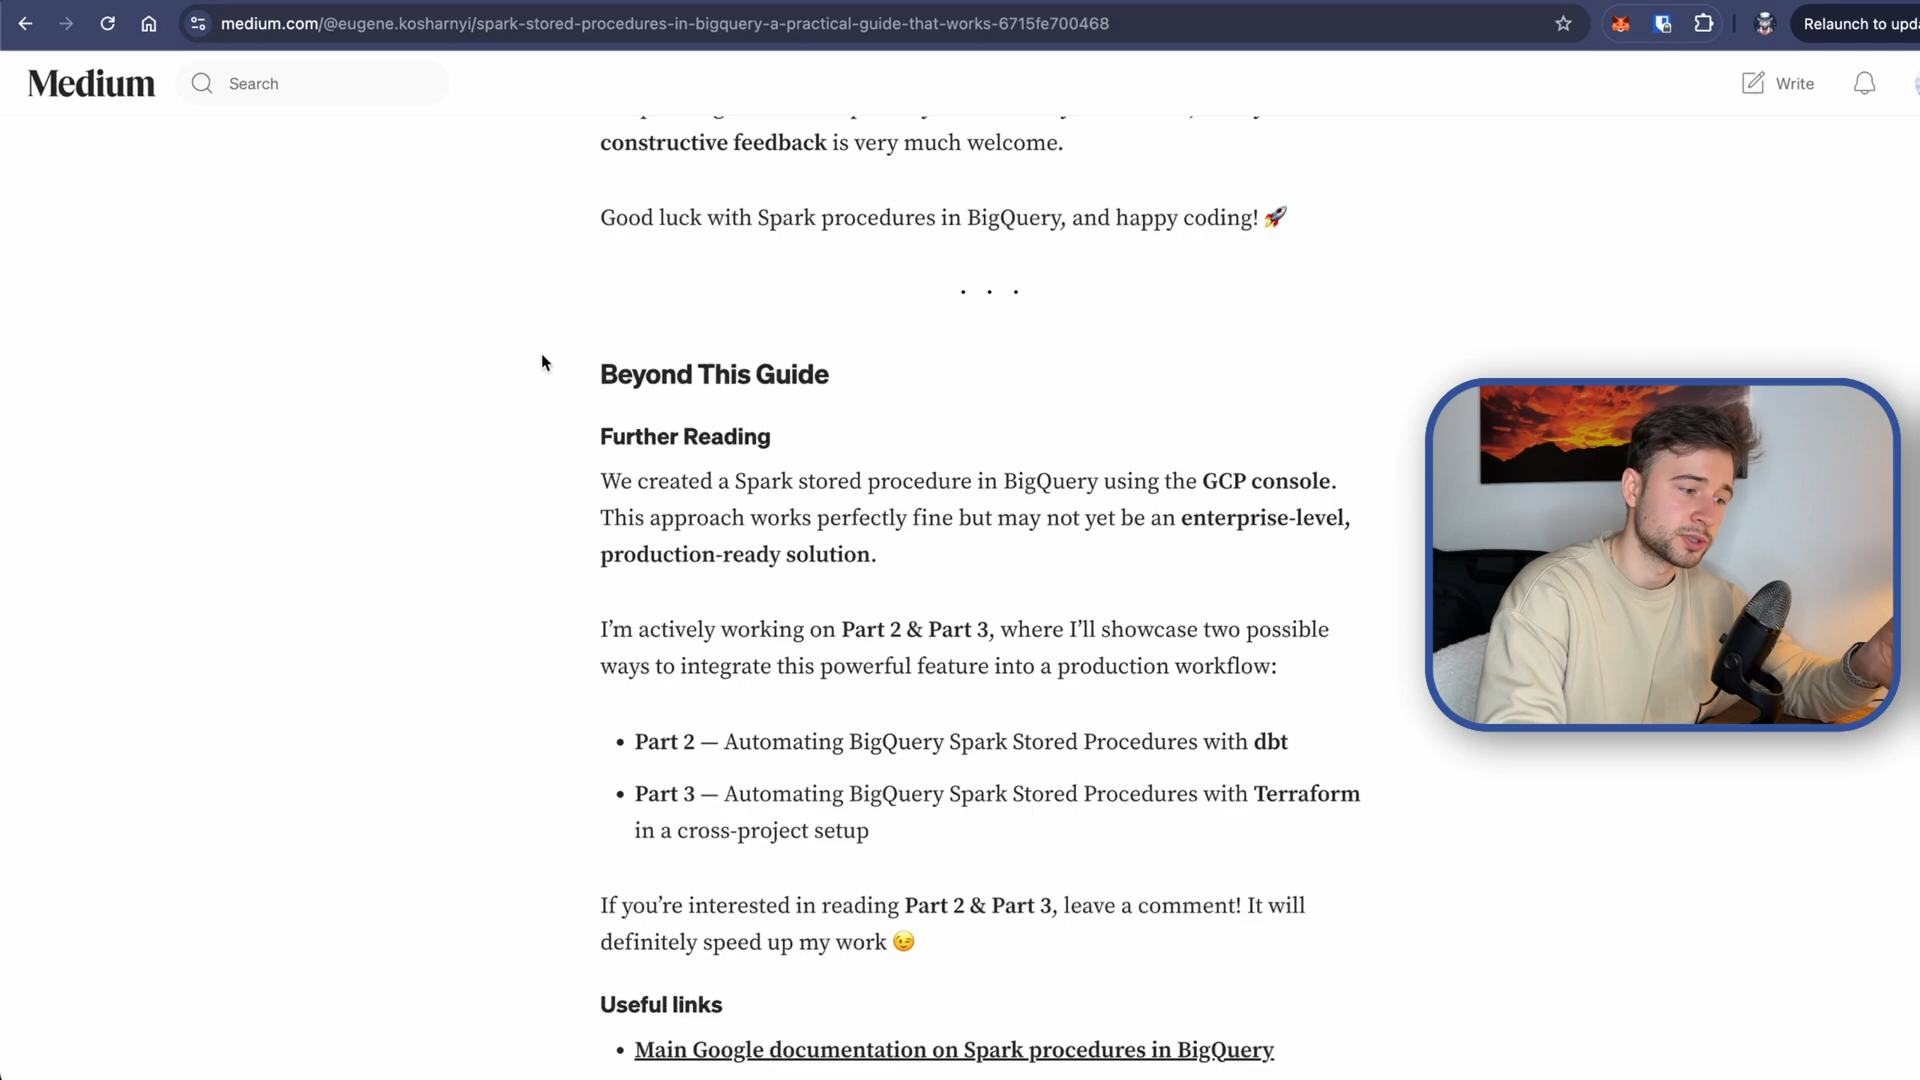 medium.com/@eugene.kosharnyi/spark-stored-procedures-in-bigquery-a-practical-guide-that-works-6715fe700468
Relaunch to upda
Medium
Search
Write
constructive feedback is very much welcome.
Good luck with Spark procedures in BigQuery, and happy coding! 🚀
. . .
Beyond This Guide
Further Reading
We created a Spark stored procedure in BigQuery using the GCP console.
This approach works perfectly fine but may not yet be an enterprise-level,
production-ready solution.
I’m actively working on Part 2 & Part 3, where I’ll showcase two possible
ways to integrate this powerful feature into a production workflow:
• Part 2 — Automating BigQuery Spark Stored Procedures with dbt
• Part 3 — Automating BigQuery Spark Stored Procedures with Terraform
in a cross-project setup
If you’re interested in reading Part 2 & Part 3, leave a comment! It will
definitely speed up my work 😉
Useful links
• Main Google documentation on Spark procedures in BigQuery